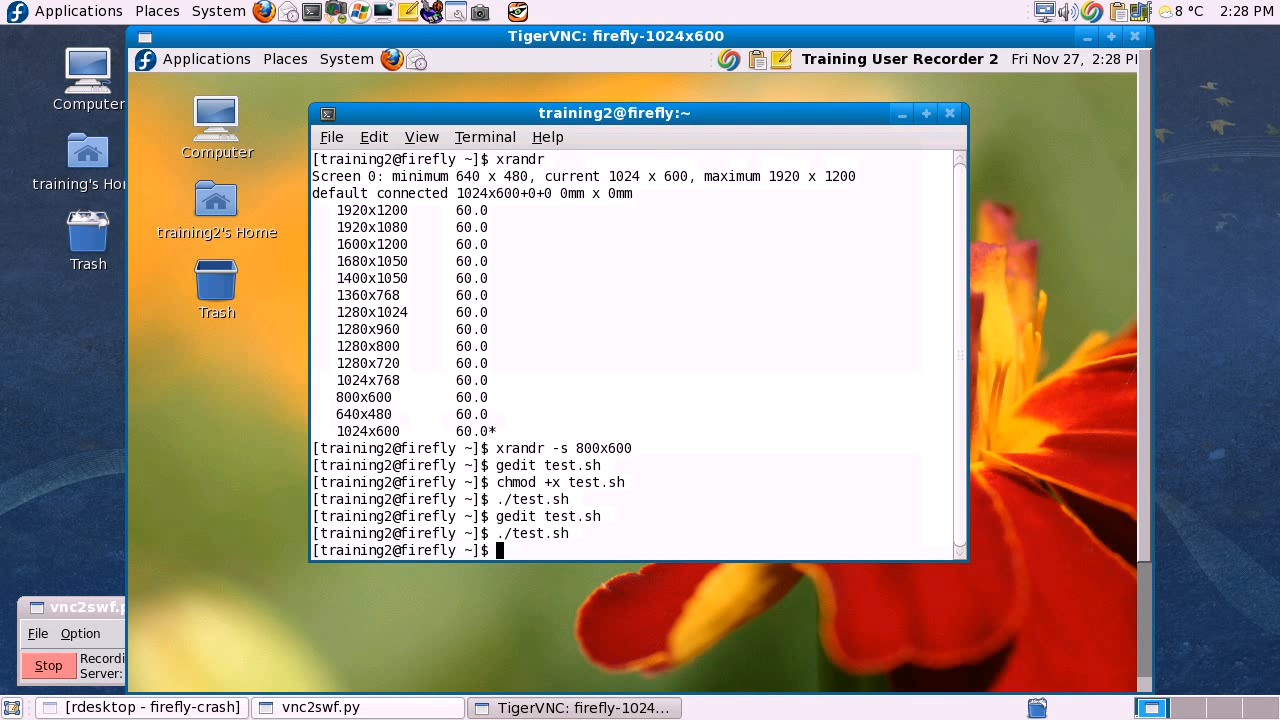 Applications Places System 8 °C 2:28 PM
TigerVNC: firefly-1024x600
Applications Places System Training User Recorder 2 Fri Nov 27, 2:28
Computer
training's
Trash
Computer
training2's Home
Trash
training2@firefly:~
File Edit View Terminal Help
[training2@firefly ~]$ xrandr
Screen 0: minimum 640 x 480, current 1024 x 600, maximum 1920 x 1200
default connected 1024x600+0+0 0mm x 0mm
1920x1200 60.0
1920x1080 60.0
1600x1200 60.0
1680x1050 60.0
1400x1050 60.0
1360x768 60.0
1280x1024 60.0
1280x960 60.0
1280x800 60.0
1280x720 60.0
1024x768 60.0
800x600 60.0
640x480 60.0
1024x600 60.0*
[training2@firefly ~]$ xrandr -s 800x600
[training2@firefly ~]$ gedit test.sh
[training2@firefly ~]$ chmod +x test.sh
[training2@firefly ~]$ ./test.sh
[training2@firefly ~]$ gedit test.sh
[training2@firefly ~]$ ./test.sh
[training2@firefly ~]$
vnc2swf.p
File Option
Stop Recordi
Server:
[rdesktop - firefly-crash] vnc2swf.py TigerVNC: firefly-1024...